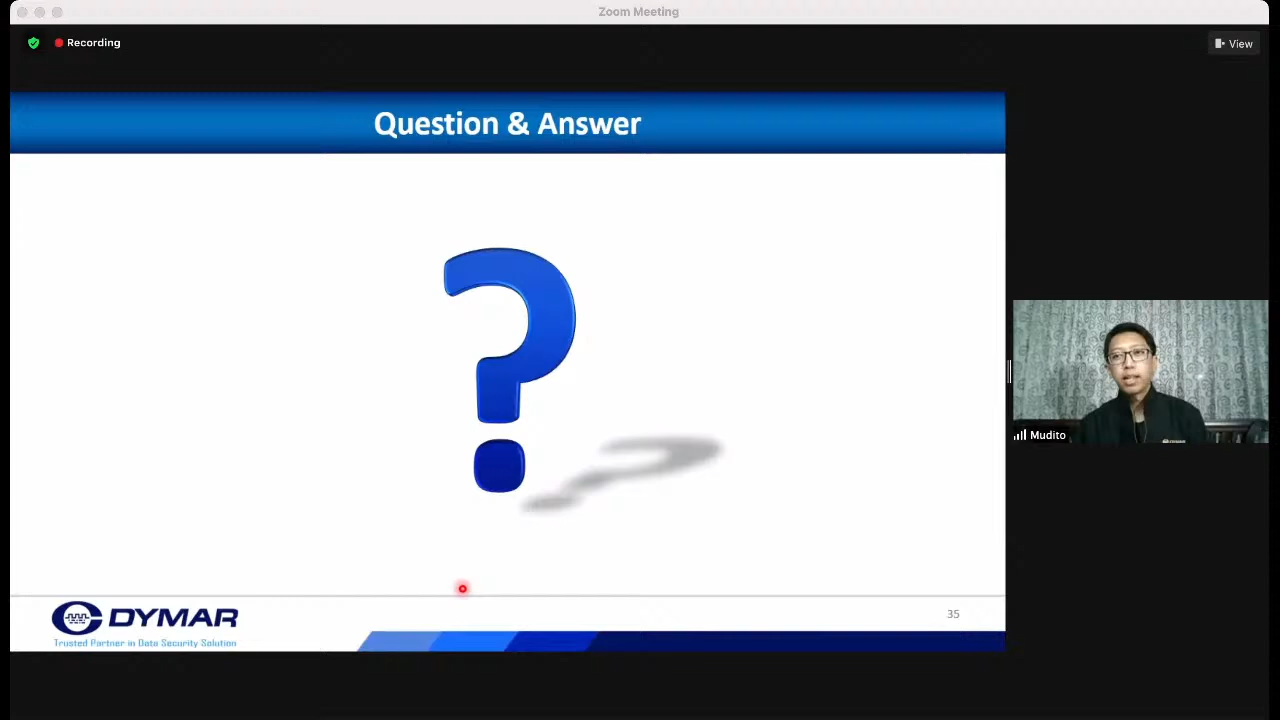 Zoom Meeting
Recording
View
Question & Answer
?
Mudito
DYMAR
Trusted Partner in Data Security Solution
35